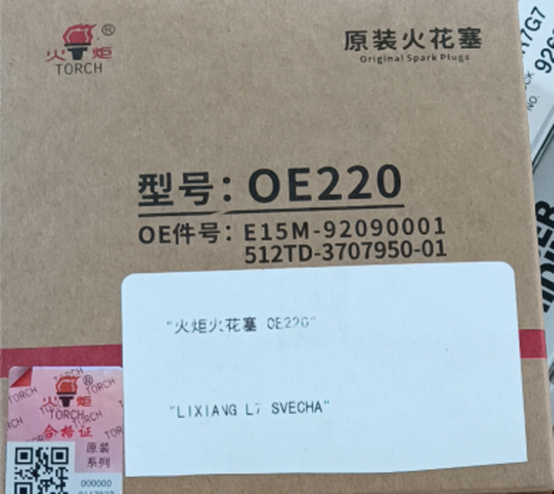 火炬®
TORCH
原装火花塞
Original Spark Plugs
型号：OE220
OE件号：E15M-92090001
512TD-3707950-01
"火炬火花塞 OE220"
"LIXIANG L7 SVECHA"
火炬®
TORCH
合格证
原装
系列
000000